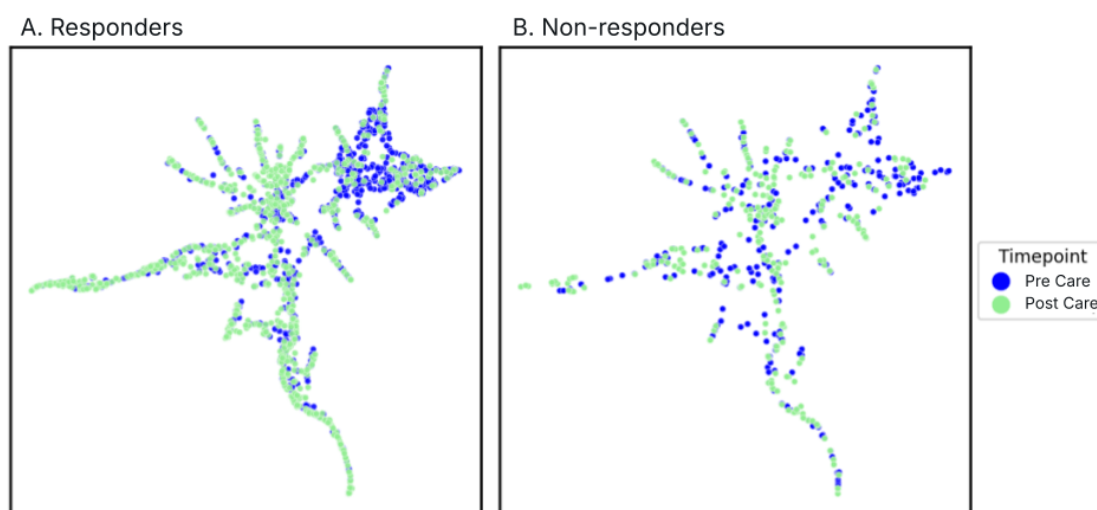 A. Responders
B. Non-responders
Timepoint
Pre Care
Post Care